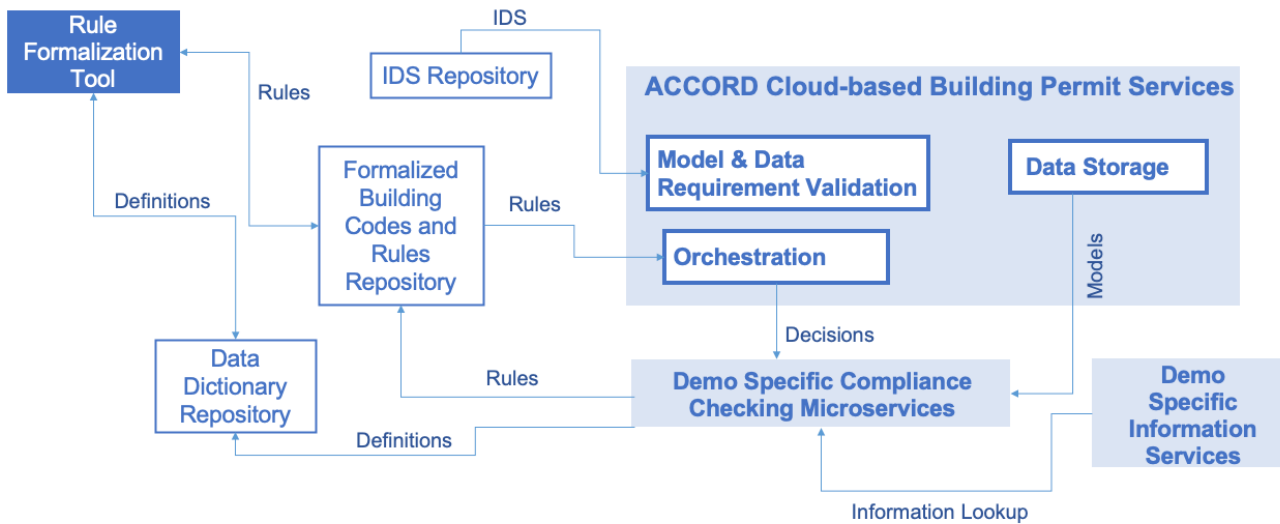 Rule
Formalization
Tool
IDS
IDS Repository
Rules
ACCORD Cloud-based Building Permit Services
Model & Data
Requirement Validation
Data Storage
Formalized
Building
Codes and
Rules
Repository
Definitions
Rules
Orchestration
Models
Decisions
Data
Dictionary
Repository
Rules
Demo Specific Compliance
Checking Microservices
Demo
Specific
Information
Services
Definitions
Information Lookup